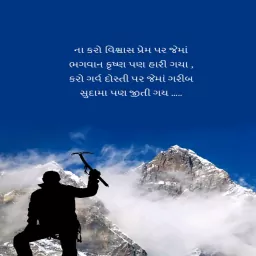 ના કરો વિશ્વાસ પ્રેમ પર જેમાં
ભગવાન કૃષ્ણ પણ હારી ગયા ,
કરો ગર્વ દોસ્તી પર જેમાં ગરીબ
સુદામા પણ જીતી ગય .....